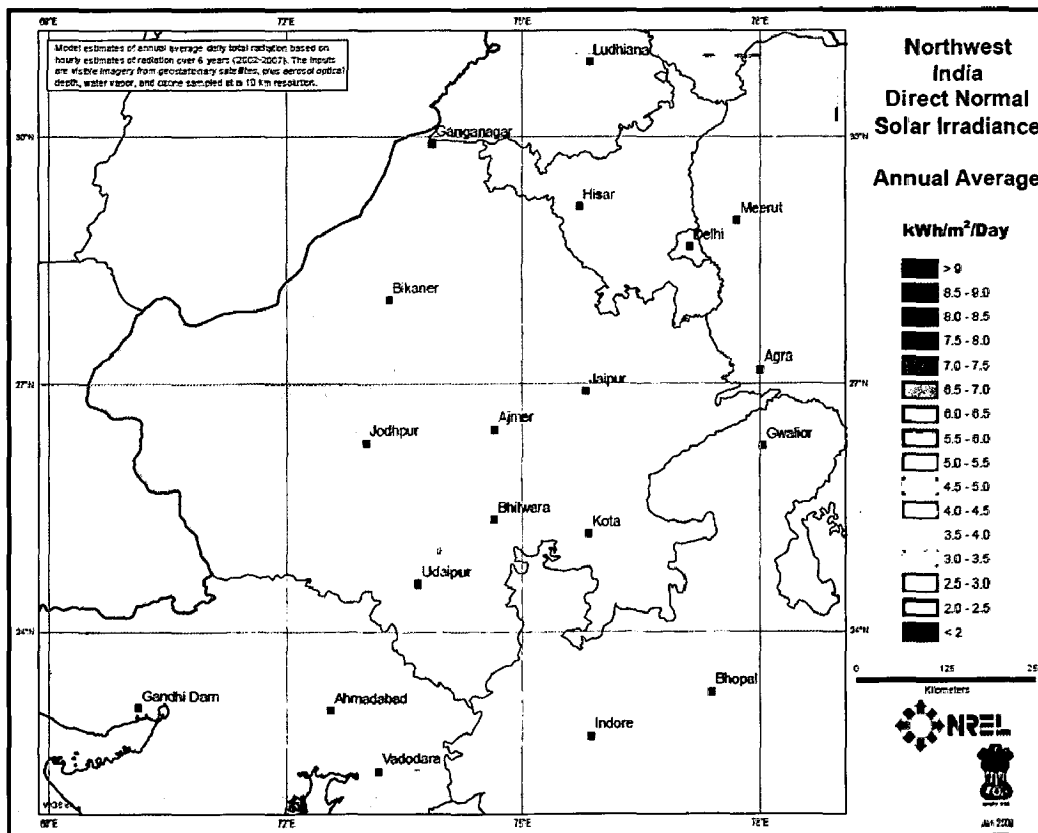 Model estimates of annual average daily total radiation based on
hourly estimates of radiation over 6 years (2002-2007). The inputs
are visible imagery from geostationary satellites, plus aerosol optical
depth, water vapor, and ozone sampled at a 10 km resolution.
72°E
75°E
78°E
Northwest
India
Direct Normal
Solar Irradiance
Annual Average
kWh/m²/Day
> 9
8.5 - 9.0
8.0 - 8.5
7.5 - 8.0
7.0 - 7.5
6.5 - 7.0
6.0 - 6.5
5.5 - 6.0
5.0 - 5.5
4.5 - 5.0
4.0 - 4.5
3.5 - 4.0
3.0 - 3.5
2.5 - 3.0
2.0 - 2.5
< 2
Ludhiana
30°N
Ganganagar
Hisar
Meerut
Delhi
Bikaner
Agra
27°N
27°N
Jaipur
Ajmer
Jodhpur
Gwalior
Bhilwara
Kota
Udaipur
24°N
24°N
Bhopal
Gandhi Dam
Ahmadabad
Indore
Vadodara
72°E
75°E
78°E
0 125 25
Kilometers
NREL